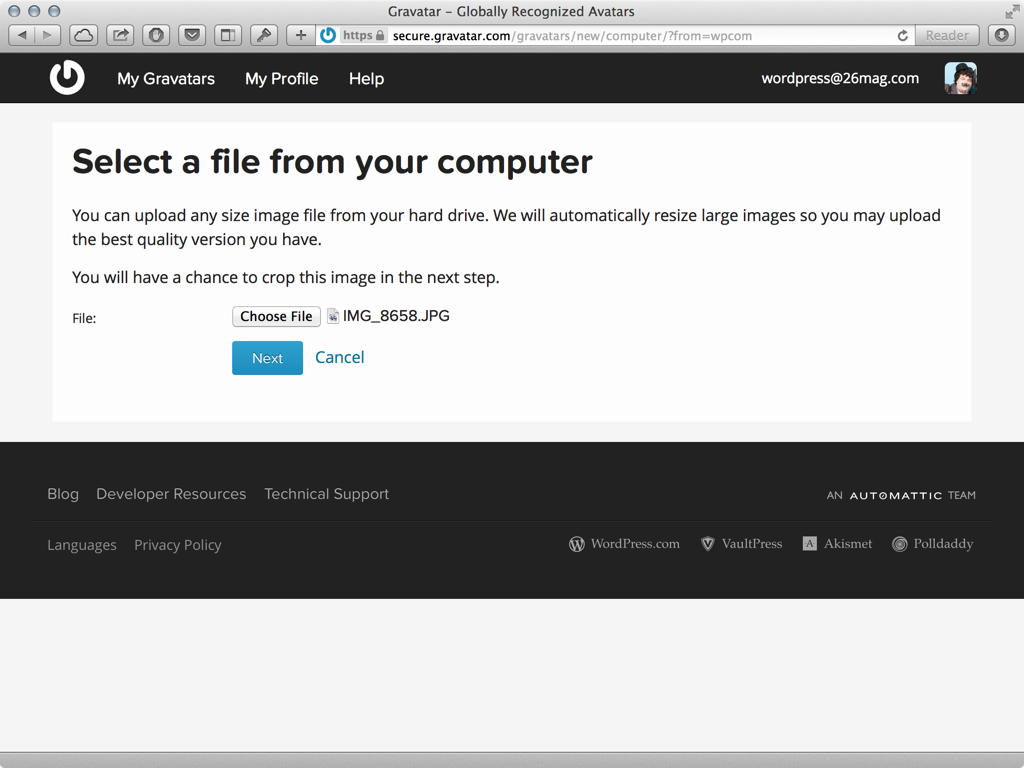 Gravatar – Globally Recognized Avatars
https secure.gravatar.com/gravatars/new/computer/?from=wpcom Reader
My Gravatars My Profile Help wordpress@26mag.com
Select a file from your computer
You can upload any size image file from your hard drive. We will automatically resize large images so you may upload
the best quality version you have.
You will have a chance to crop this image in the next step.
File: Choose File IMG_8658.JPG
Next Cancel
Blog Developer Resources Technical Support AN AUTOMATTIC TEAM
Languages Privacy Policy WordPress.com VaultPress A Akismet Polldaddy